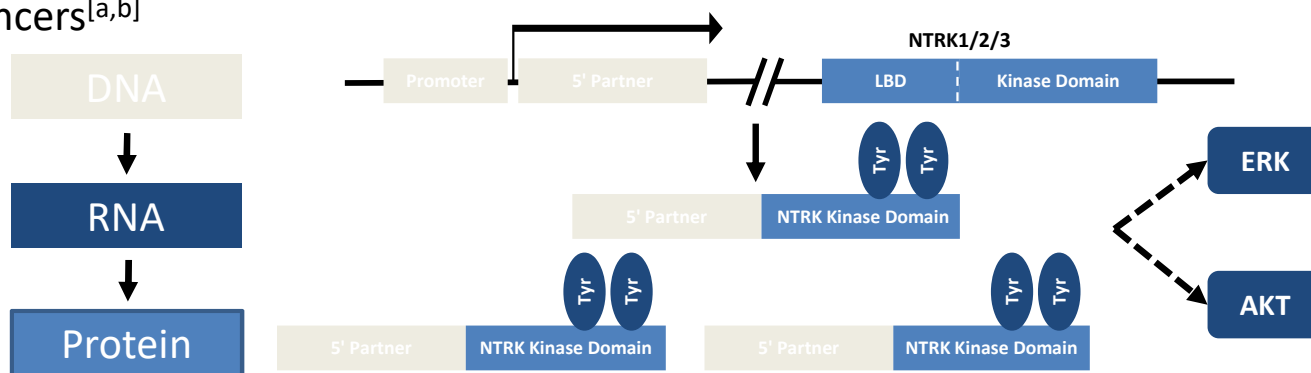 ncers[a,b]
DNA
RNA
Protein
NTRK1/2/3
Promoter
5' Partner
LBD
Kinase Domain
Tyr
Tyr
5' Partner
NTRK Kinase Domain
Tyr
Tyr
5' Partner
NTRK Kinase Domain
Tyr
Tyr
5' Partner
NTRK Kinase Domain
ERK
AKT